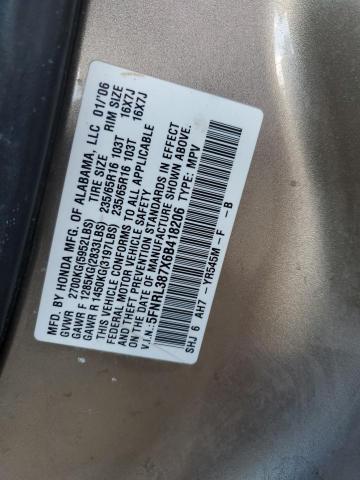 MFD. BY HONDA MFG. OF ALABAMA, LLC 01/'06
GVWR 2700KG(5952LBS) TIRE SIZE RIM SIZE
GAWR F 1285KG(2833LBS) 235/65R16 103T 16X7J
GAWR R 1450KG(3197LBS) 235/65R16 103T 16X7J
THIS VEHICLE CONFORMS TO ALL APPLICABLE
FEDERAL MOTOR VEHICLE SAFETY AND
THEFT PREVENTION STANDARDS IN EFFECT
ON THE DATE OF MANUFACTURE SHOWN ABOVE.
V.I.N.: 5FNRL387X6B418206 TYPE: MPV
SHJ 6 AH7 - YR545M - F - B